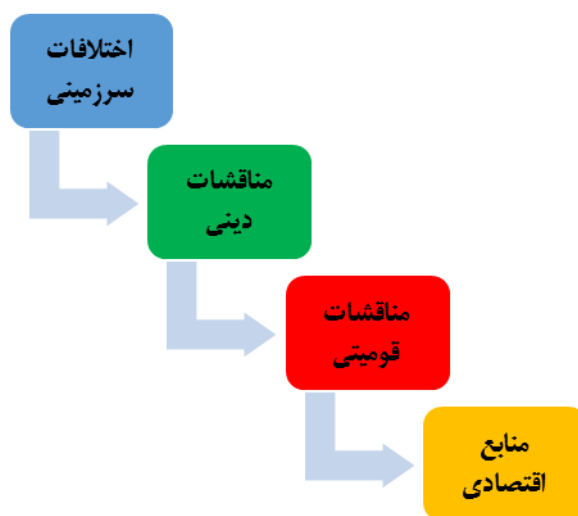 اختلافات
سرزمینی
مناقشات
دینی
مناقشات
قومیتی
منابع
اقتصادی